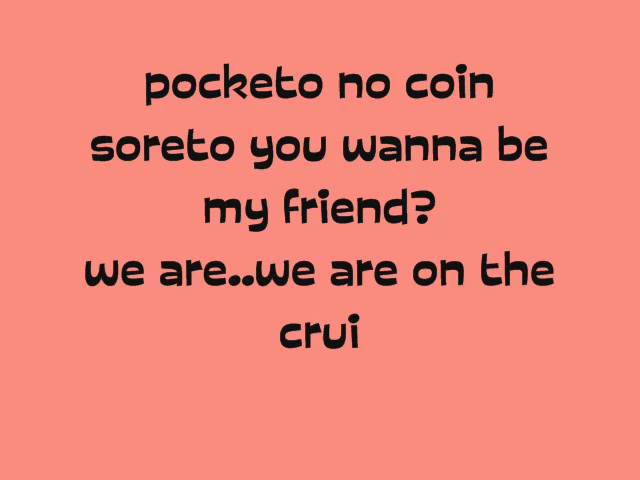 pocketo no coin
soreto you wanna be
my friend?
we are..we are on the
crui